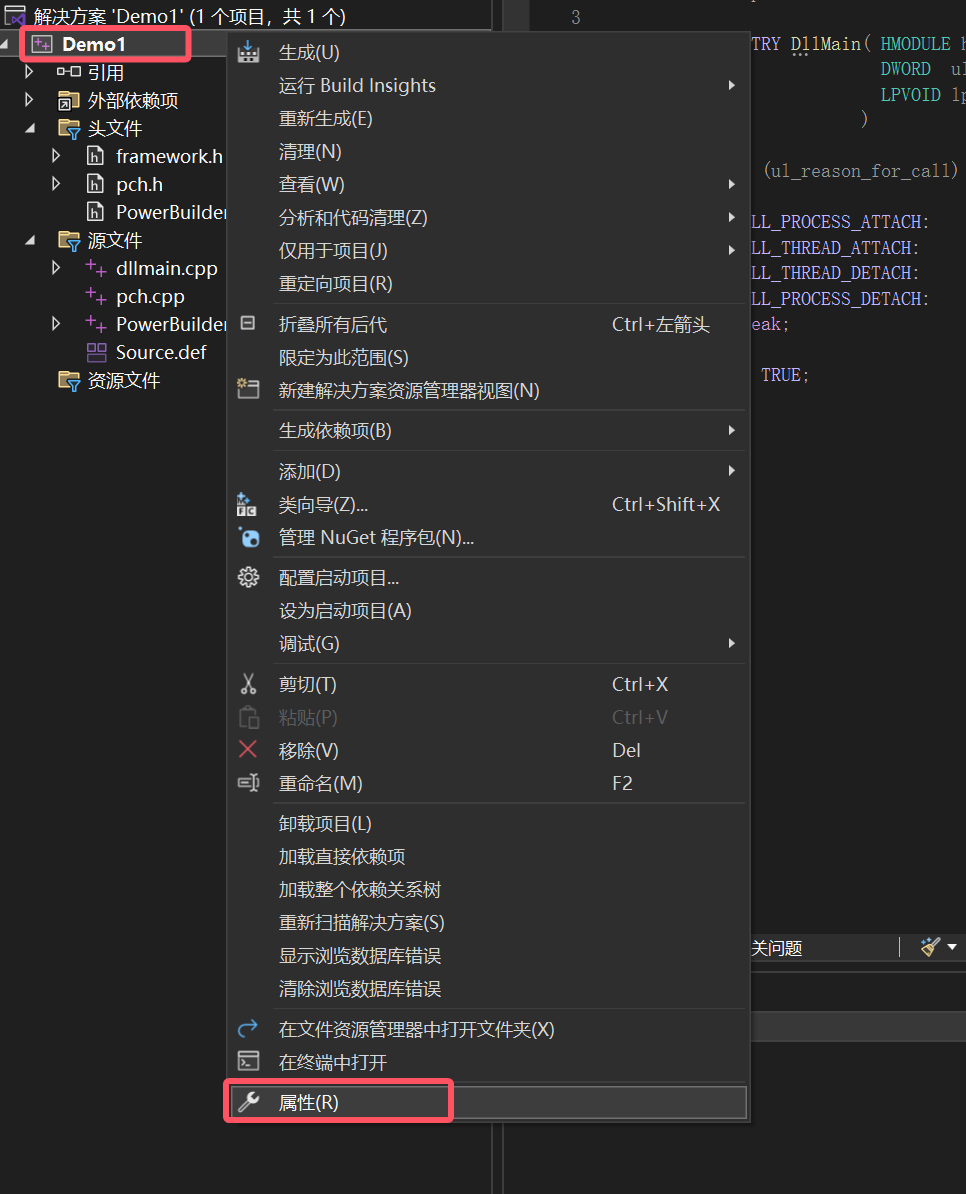 解决方案 'Demo1' (1 个项目，共 1 个)
Demo1
引用
外部依赖项
头文件
framework.h
pch.h
PowerBuilder
源文件
dllmain.cpp
pch.cpp
PowerBuilder
Source.def
资源文件
生成(U)
运行 Build Insights
重新生成(E)
清理(N)
查看(W)
分析和代码清理(Z)
仅用于项目(J)
重定向项目(R)
折叠所有后代 Ctrl+左箭头
限定为此范围(S)
新建解决方案资源管理器视图(N)
生成依赖项(B)
添加(D)
类向导(Z)... Ctrl+Shift+X
管理 NuGet 程序包(N)...
配置启动项目...
设为启动项目(A)
调试(G)
剪切(T) Ctrl+X
粘贴(P) Ctrl+V
移除(V) Del
重命名(M) F2
卸载项目(L)
加载直接依赖项
加载整个依赖关系树
重新扫描解决方案(S)
显示浏览数据库错误
清除浏览数据库错误
在文件资源管理器中打开文件夹(X)
在终端中打开
属性(R)
3
TRY DllMain( HMODULE h
DWORD ul
LPVOID lp
)
(ul_reason_for_call)
LL_PROCESS_ATTACH:
LL_THREAD_ATTACH:
LL_THREAD_DETACH:
LL_PROCESS_DETACH:
eak;
TRUE;
关问题